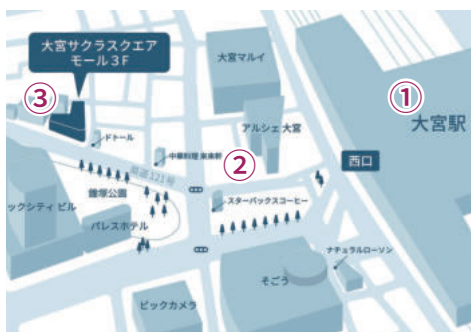 大宮サクラスクエア
モール3F
③
①
大宮マルイ
大宮駅
ドトール
アルシェ 大宮
中華料理 東東軒
②
西口
県道121号
鐘塚公園
スターバックスコーヒー
ックシティ ビル
パレスホテル
ナチュラルローソン
そごう
ビックカメラ